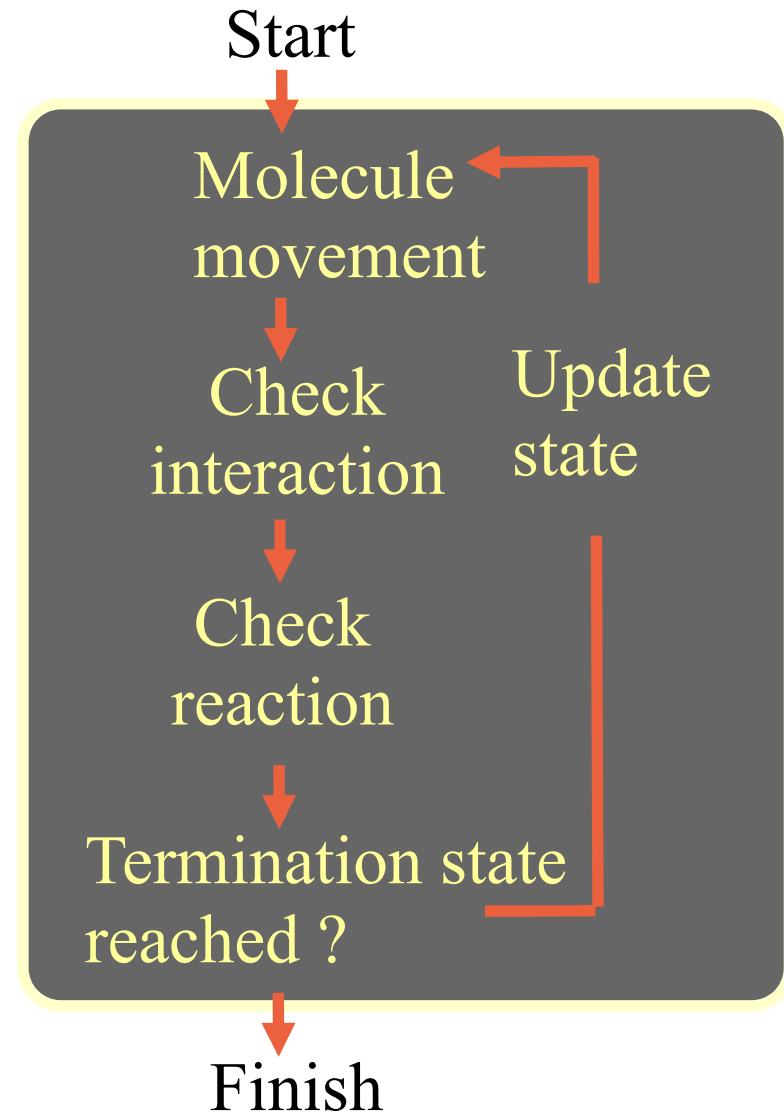 Start
Molecule
movement
Check
interaction
Update
state
Check
reaction
Termination state
reached ?
Finish